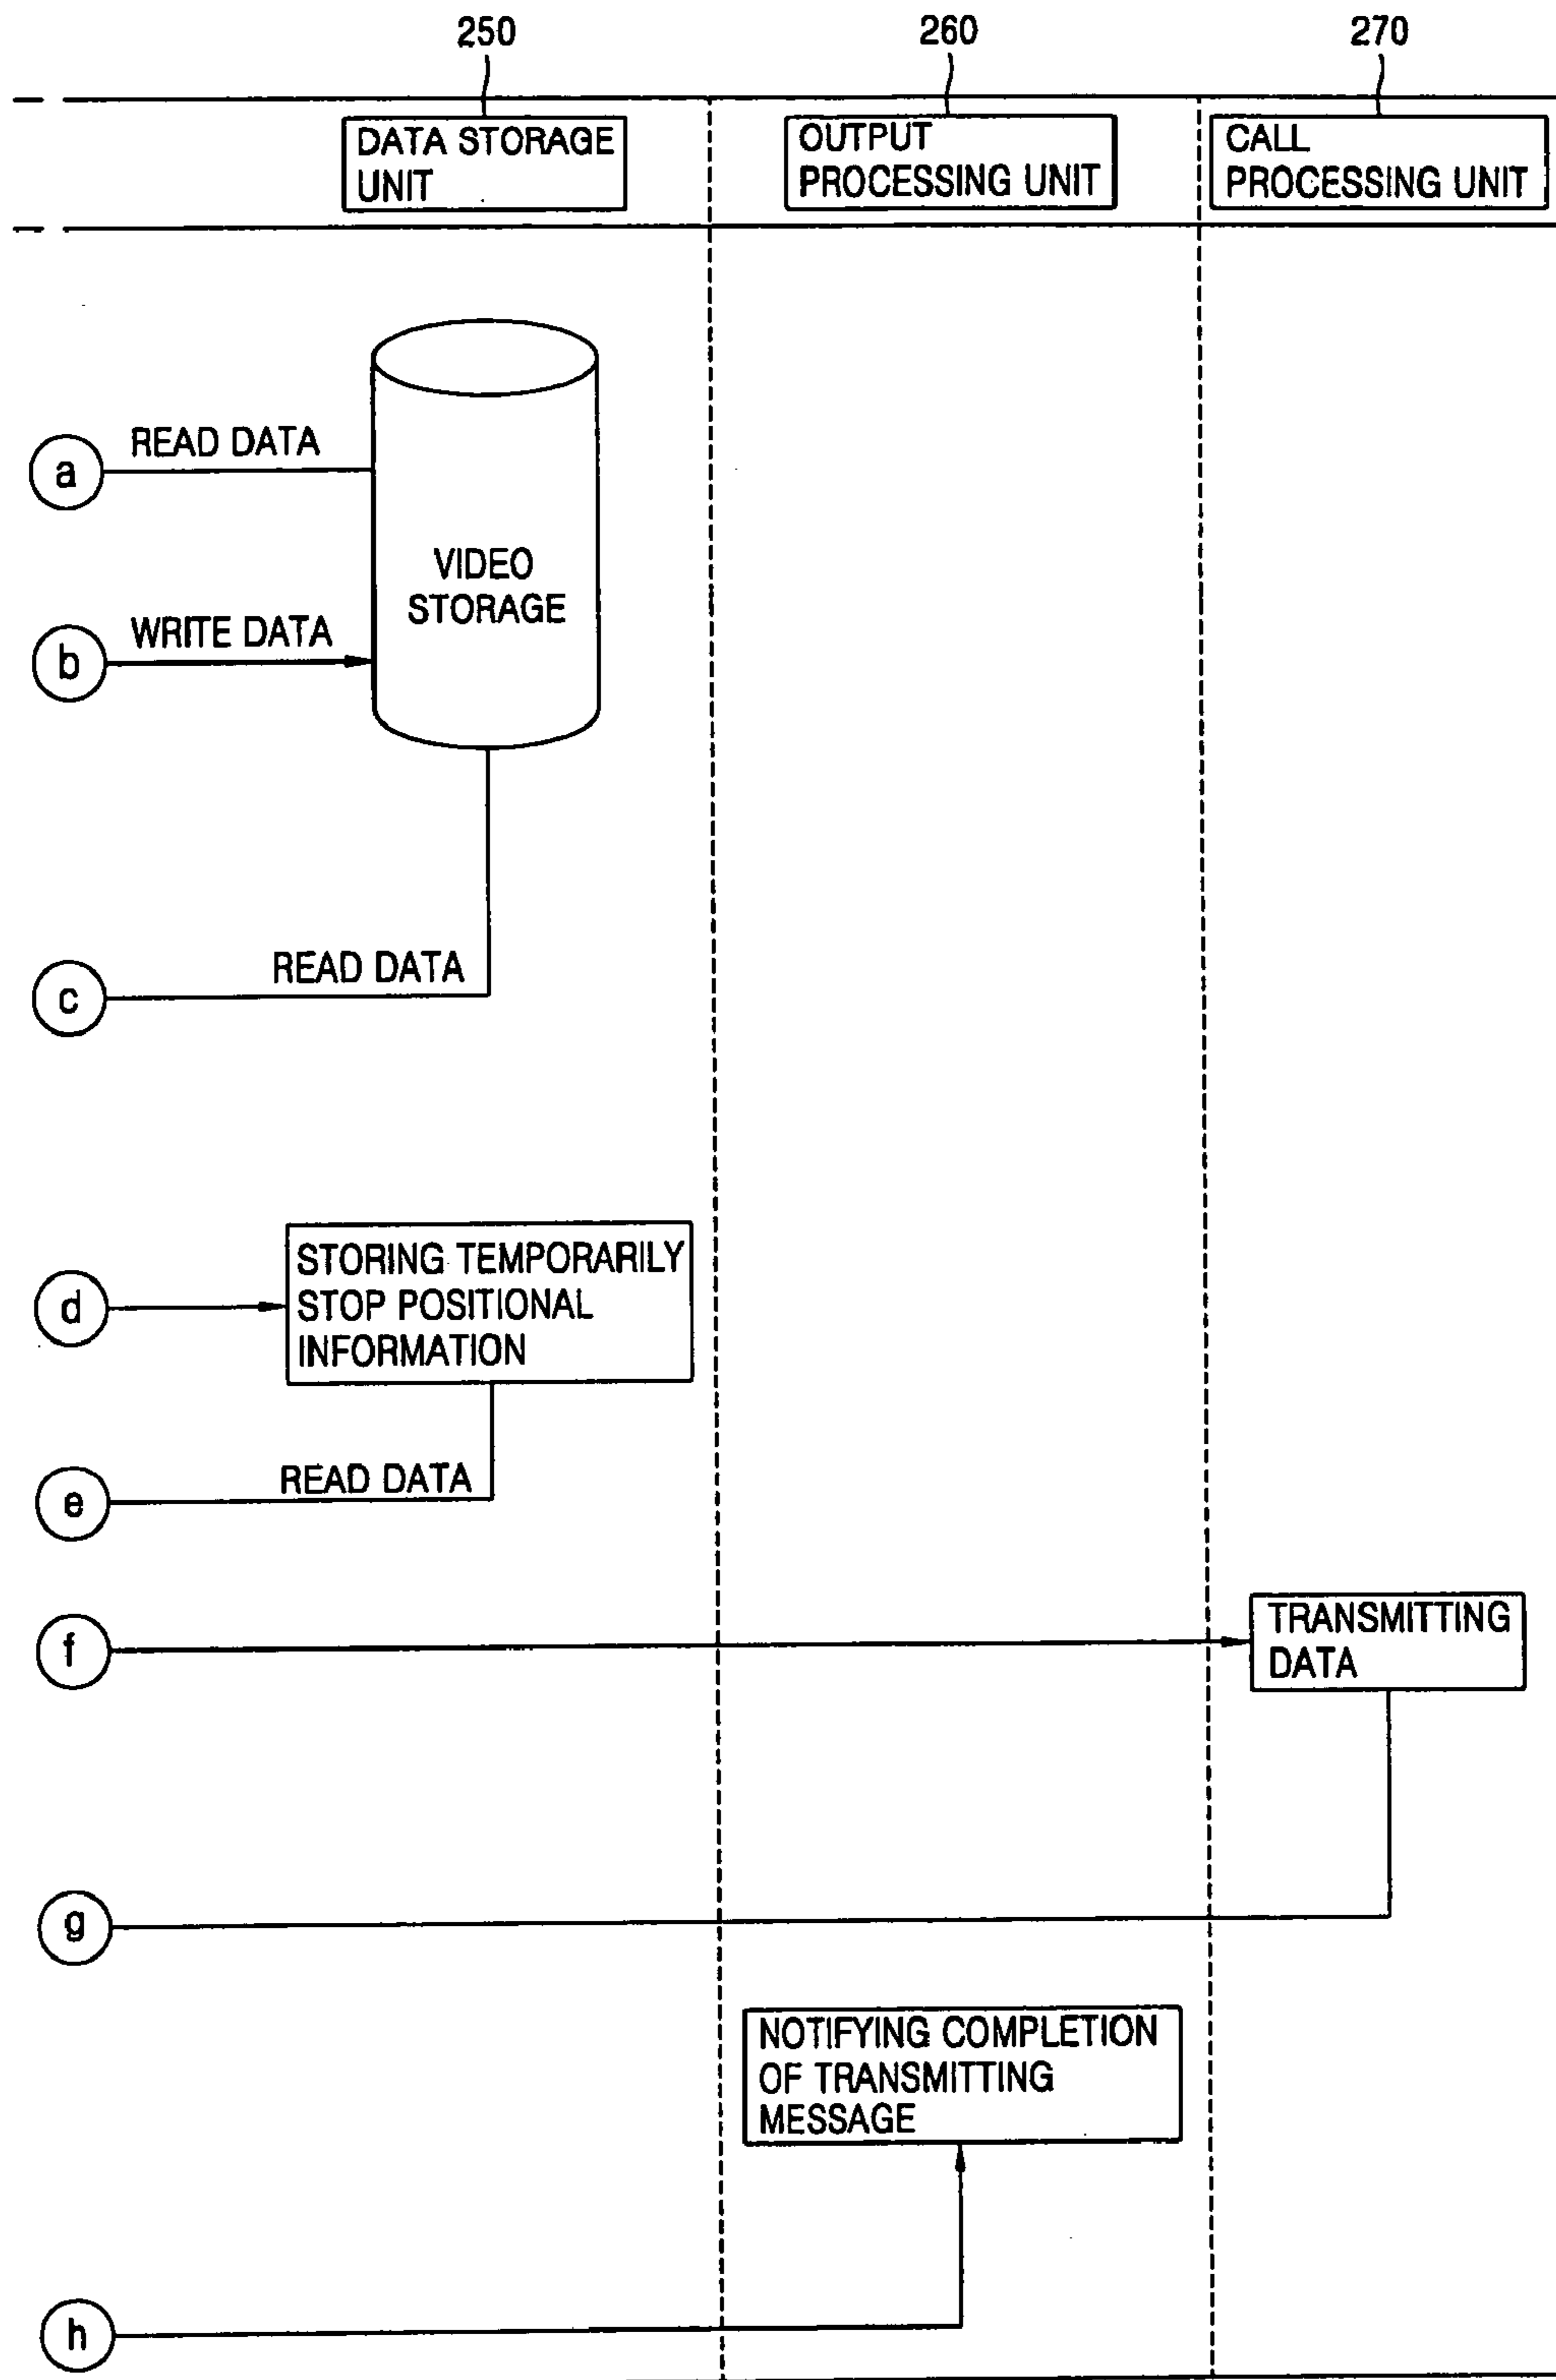 250
260
270
DATA STORAGE
UNIT
OUTPUT
PROCESSING UNIT
CALL
PROCESSING UNIT
a
READ DATA
VIDEO
STORAGE
b
WRITE DATA
c
READ DATA
d
STORING TEMPORARILY
STOP POSITIONAL
INFORMATION
e
READ DATA
f
TRANSMITTING
DATA
g
NOTIFYING COMPLETION
OF TRANSMITTING
MESSAGE
h